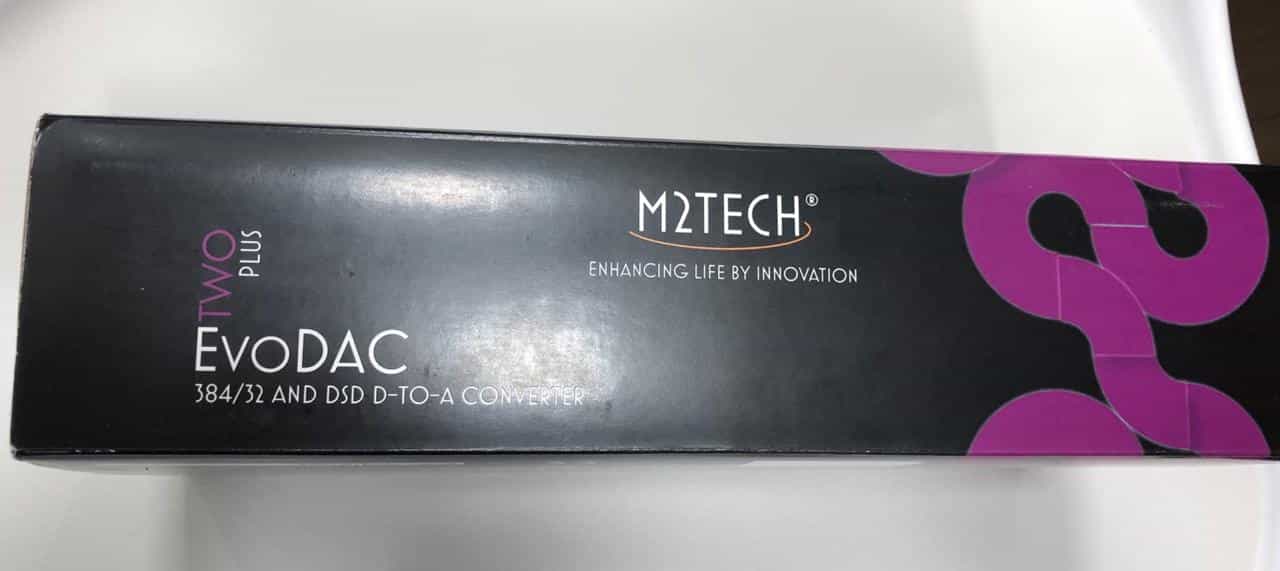 M2TECH®
ENHANCING LIFE BY INNOVATION
TWO
PLUS
EvoDAC
384/32 AND DSD D-TO-A CONVERTER